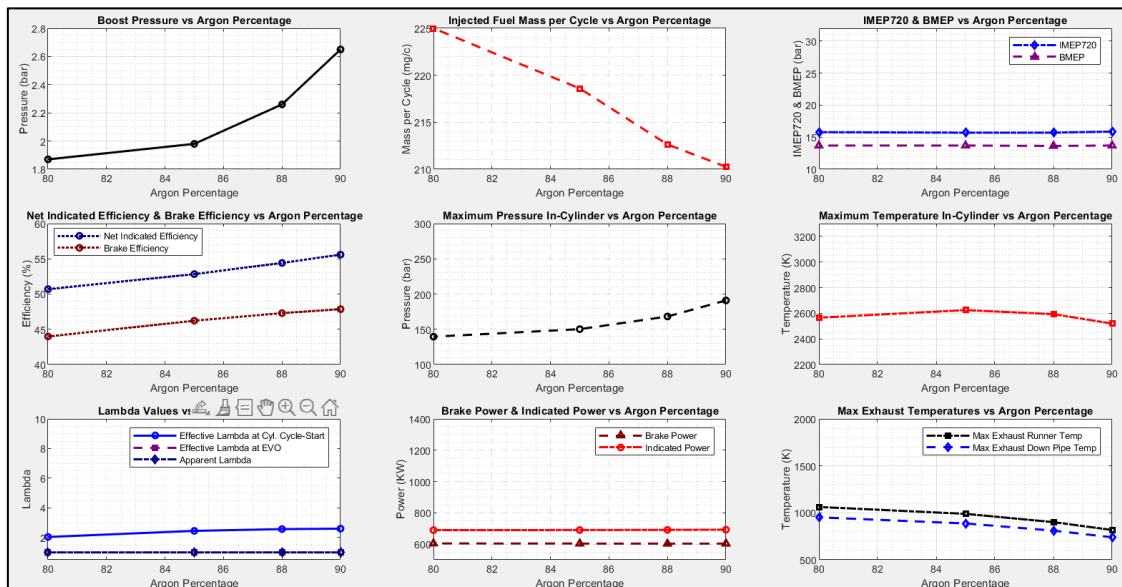 Boost Pressure vs Argon Percentage
2.8
2.6
2.4
2.2
2
1.8
Pressure (bar)
80 82 84 86 88 90
Argon Percentage
Injected Fuel Mass per Cycle vs Argon Percentage
225
220
215
210
Mass per Cycle (mg/c)
80 82 84 86 88 90
Argon Percentage
IMEP720 & BMEP vs Argon Percentage
IMEP720
BMEP
30
25
20
15
10
IMEP720 & BMEP (bar)
80 82 84 86 88 90
Argon Percentage
Net Indicated Efficiency & Brake Efficiency vs Argon Percentage
Net Indicated Efficiency
Brake Efficiency
60
55
50
45
40
Efficiency (%)
80 82 84 86 88 90
Argon Percentage
Maximum Pressure In-Cylinder vs Argon Percentage
300
250
200
150
100
Pressure (bar)
80 82 84 86 88 90
Argon Percentage
Maximum Temperature In-Cylinder vs Argon Percentage
3200
3000
2800
2600
2400
2200
Temperature (K)
80 82 84 86 88 90
Argon Percentage
Lambda Values vs
Effective Lambda at Cyl. Cycle-Start
Effective Lambda at EVO
Apparent Lambda
10
8
6
4
2
Lambda
80 82 84 86 88 90
Argon Percentage
Brake Power & Indicated Power vs Argon Percentage
Brake Power
Indicated Power
1400
1200
1000
800
600
Power (KW)
80 82 84 86 88 90
Argon Percentage
Max Exhaust Temperatures vs Argon Percentage
Max Exhaust Runner Temp
Max Exhaust Down Pipe Temp
2000
1500
1000
500
Temperature (K)
80 82 84 86 88 90
Argon Percentage